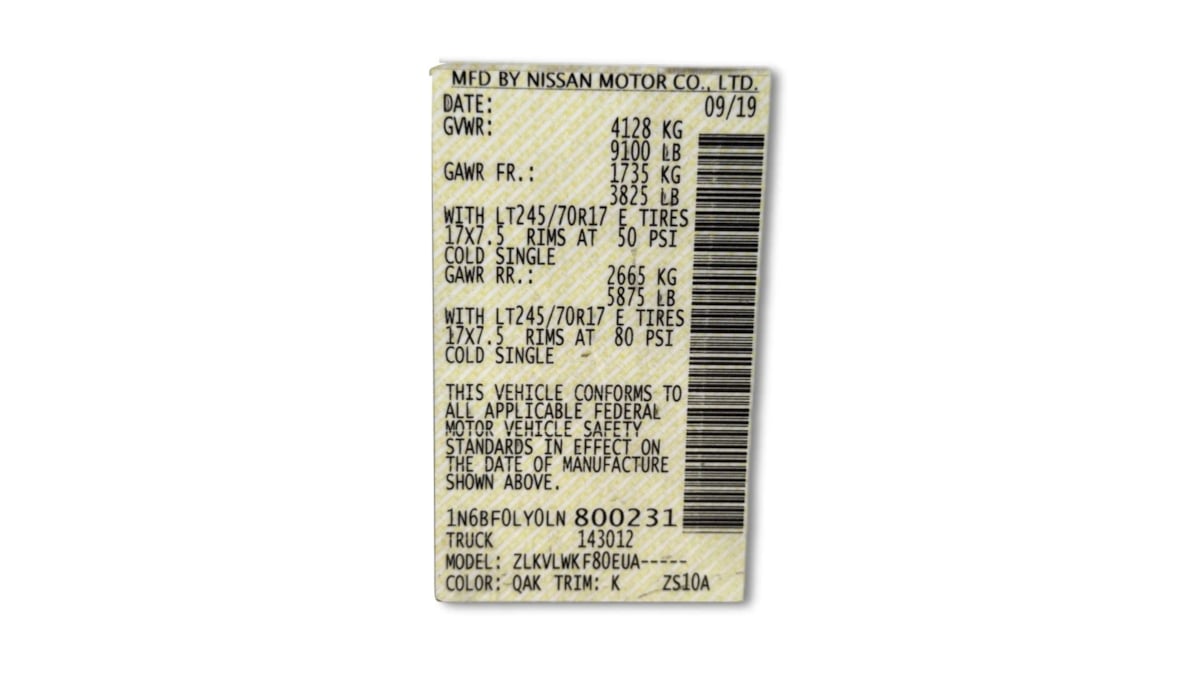 MFD BY NISSAN MOTOR CO., LTD.
DATE: 09/19
GVWR: 4128 KG
9100 LB
GAWR FR.: 1735 KG
3825 LB
WITH LT245/70R17 E TIRES
17X7.5 RIMS AT 50 PSI
COLD SINGLE
GAWR RR.: 2665 KG
5875 LB
WITH LT245/70R17 E TIRES
17X7.5 RIMS AT 80 PSI
COLD SINGLE
THIS VEHICLE CONFORMS TO
ALL APPLICABLE FEDERAL
MOTOR VEHICLE SAFETY
STANDARDS IN EFFECT ON
THE DATE OF MANUFACTURE
SHOWN ABOVE.
1N6BF0LY0LN 800231
TRUCK 143012
MODEL: ZLKVLWKF80EUA-----
COLOR: QAK TRIM: K ZS10A